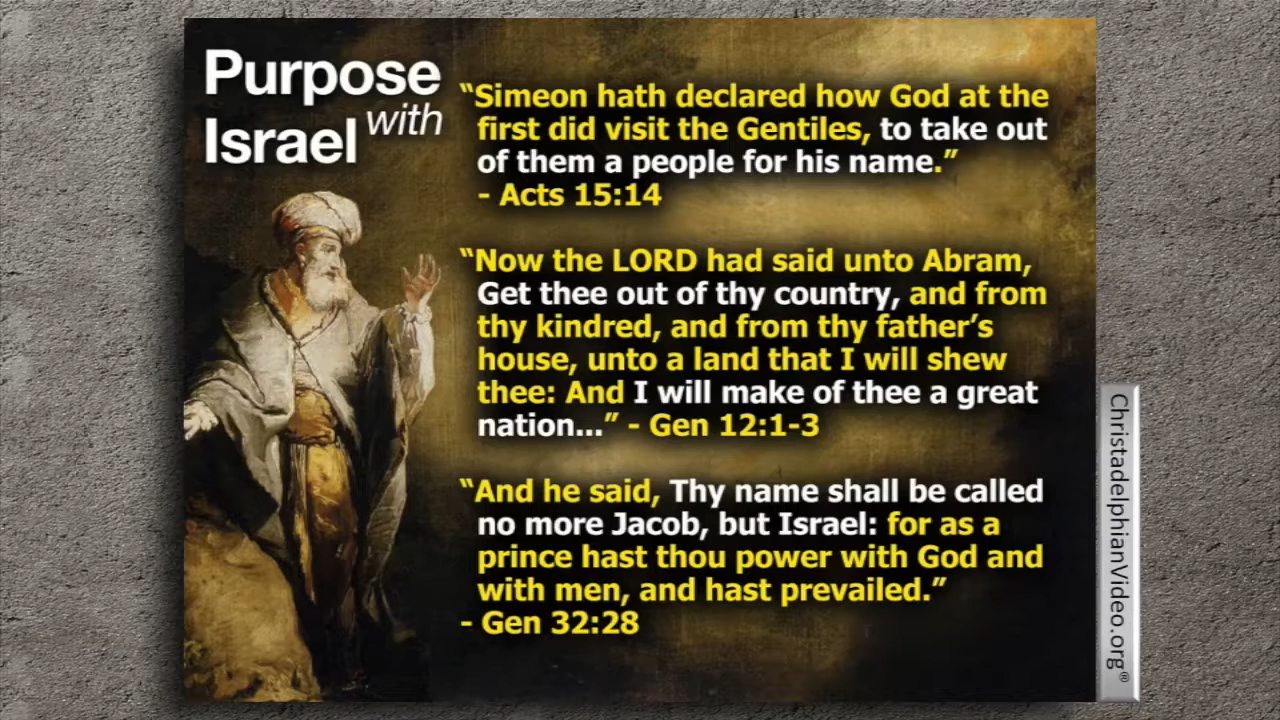 Purpose
with
Israel
“Simeon hath declared how God at the
first did visit the Gentiles, to take out
of them a people for his name.”
- Acts 15:14
“Now the LORD had said unto Abram,
Get thee out of thy country, and from
thy kindred, and from thy father’s
house, unto a land that I will shew
thee: And I will make of thee a great
nation...” - Gen 12:1-3
“And he said, Thy name shall be called
no more Jacob, but Israel: for as a
prince hast thou power with God and
with men, and hast prevailed.”
- Gen 32:28
ChristadelphianVideo.org®